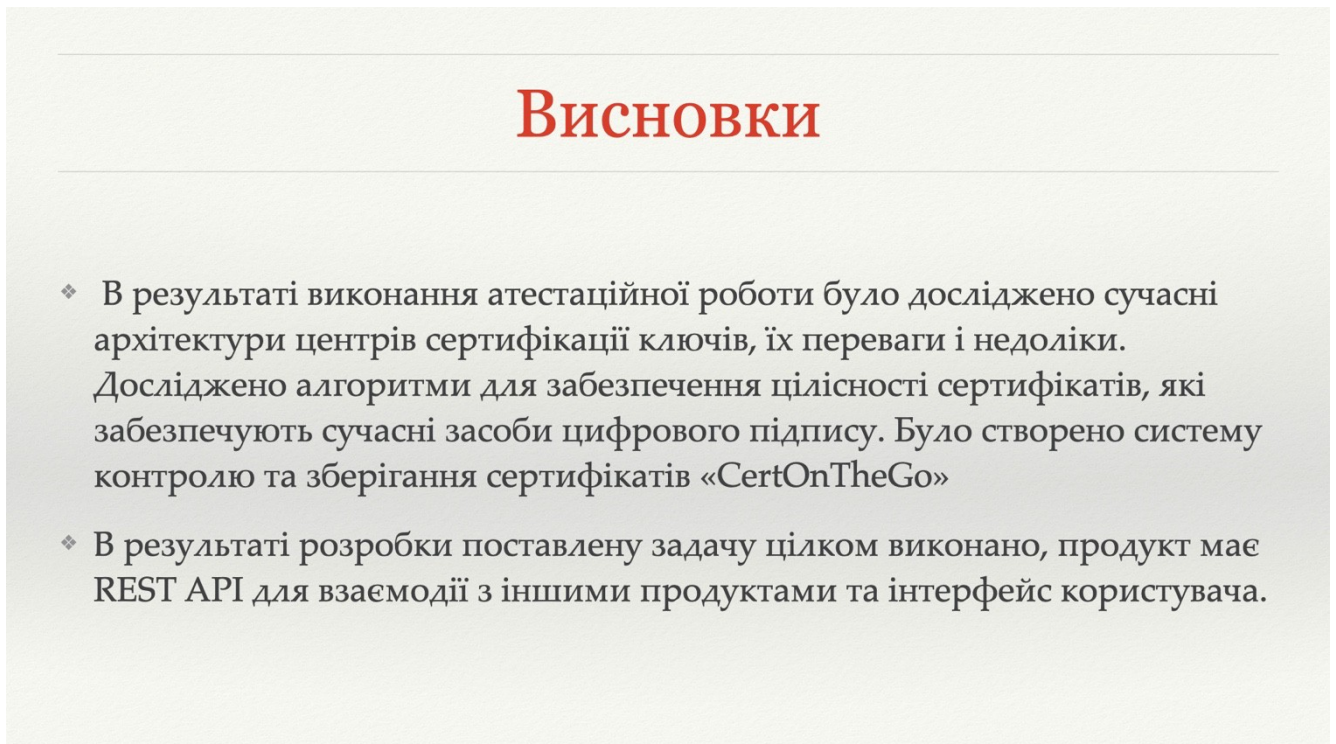 Висновки
В результаті виконання атестаційної роботи було досліджено сучасні
архітектури центрів сертифікації ключів, їх переваги і недоліки.
Досліджено алгоритми для забезпечення цілісності сертифікатів, які
забезпечують сучасні засоби цифрового підпису. Було створено систему
контролю та зберігання сертифікатів «CertOnTheGo»
В результаті розробки поставлену задачу цілком виконано, продукт має
REST API для взаємодії з іншими продуктами та інтерфейс користувача.